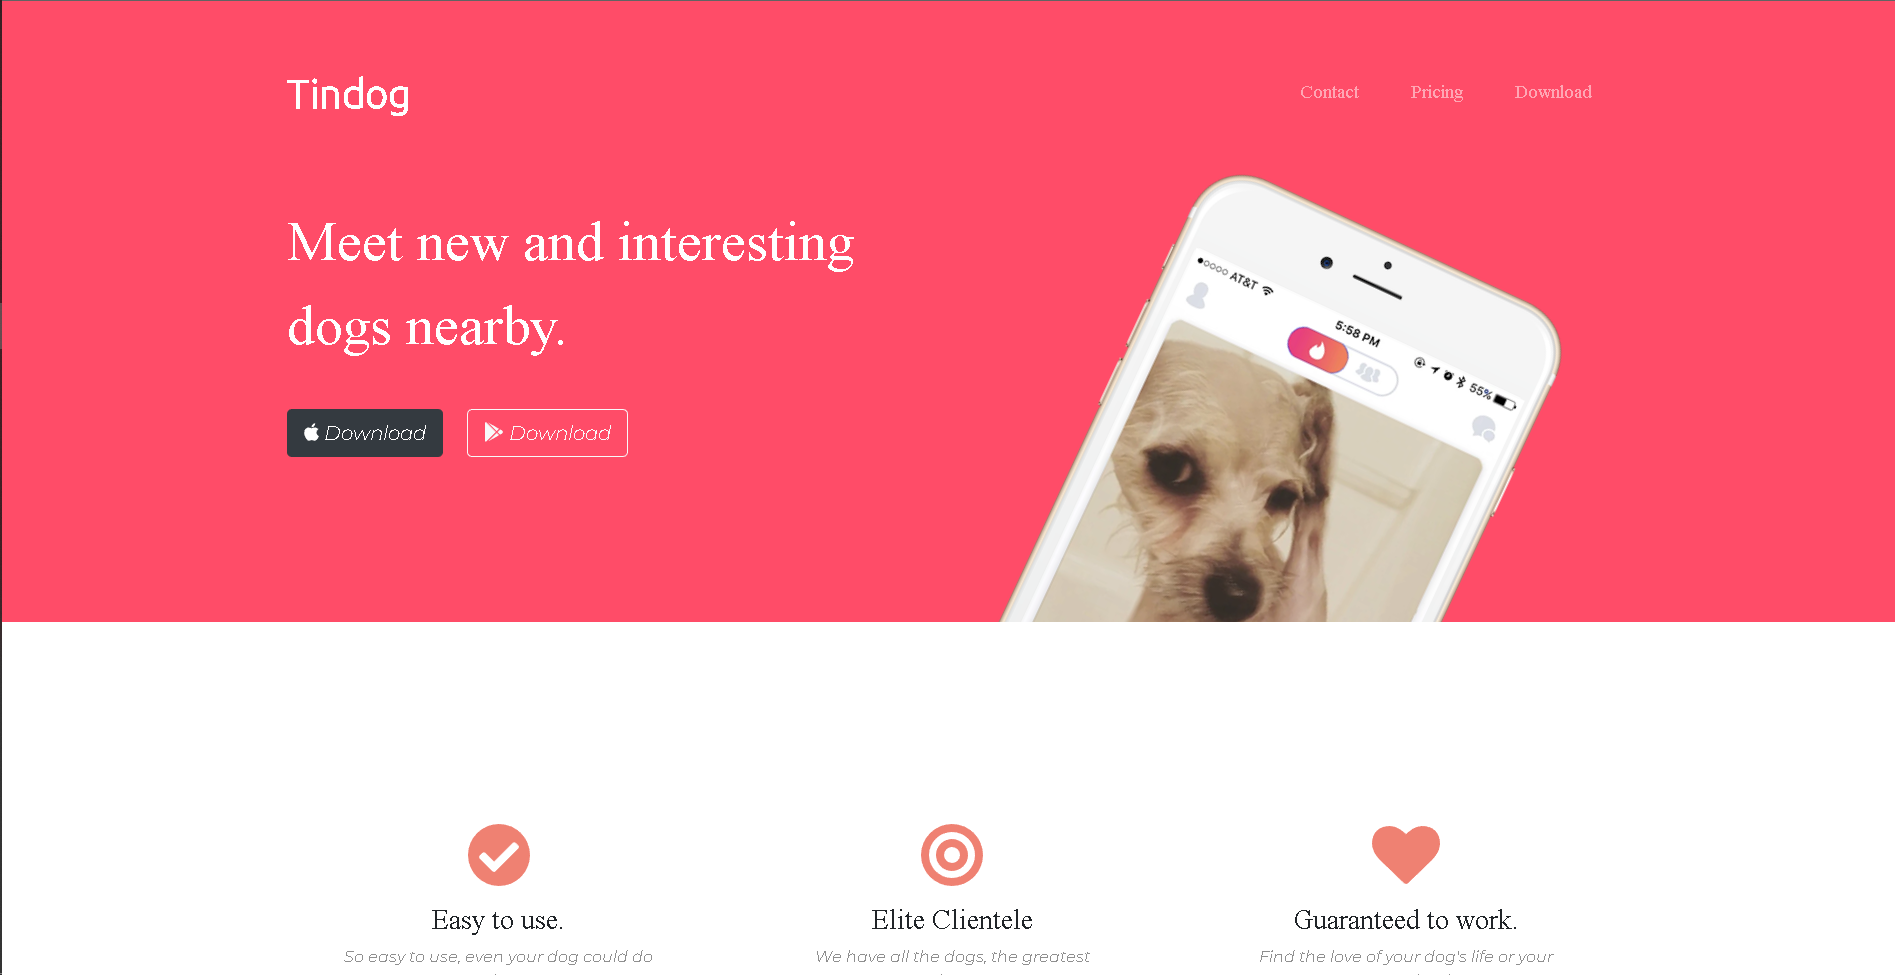 Tindog
Contact Pricing Download
Meet new and interesting
dogs nearby.
Download Download
AT&T
5:58 PM
55%
Easy to use.
Elite Clientele
Guaranteed to work.
So easy to use, even your dog could do
We have all the dogs, the greatest
Find the love of your dog's life or your